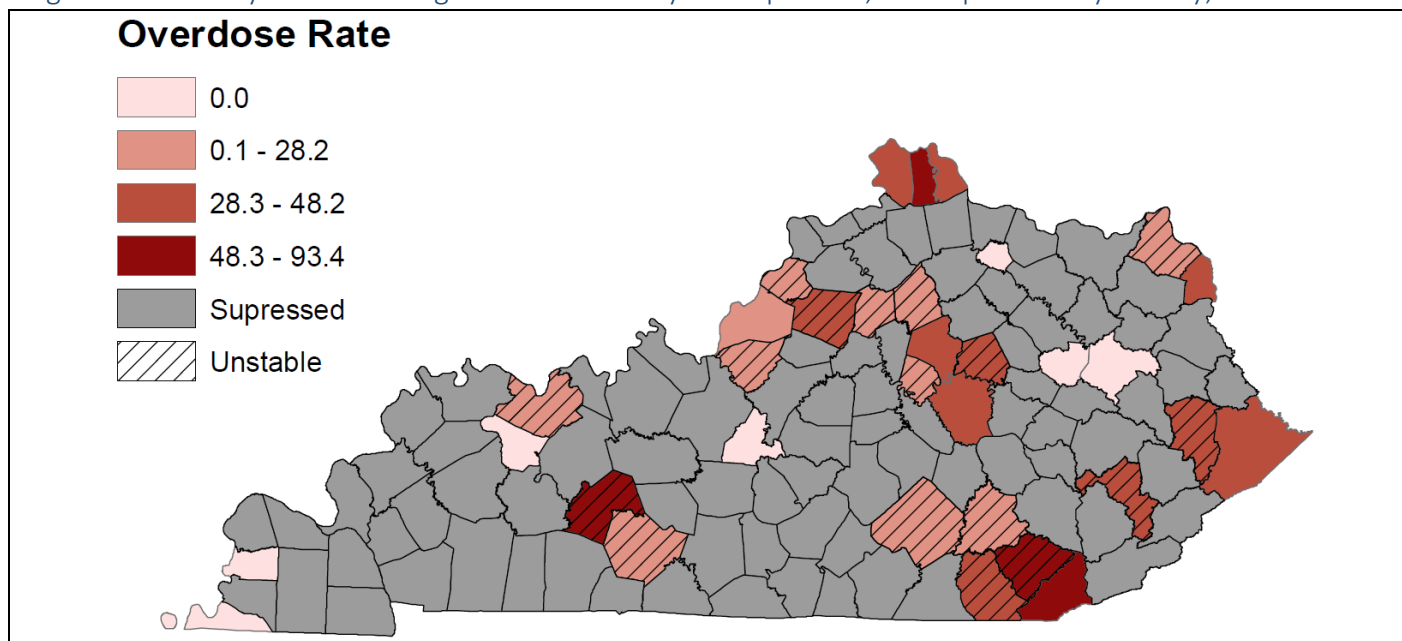 Overdose Rate
0.0
0.1 - 28.2
28.3 - 48.2
48.3 - 93.4
Supressed
Unstable